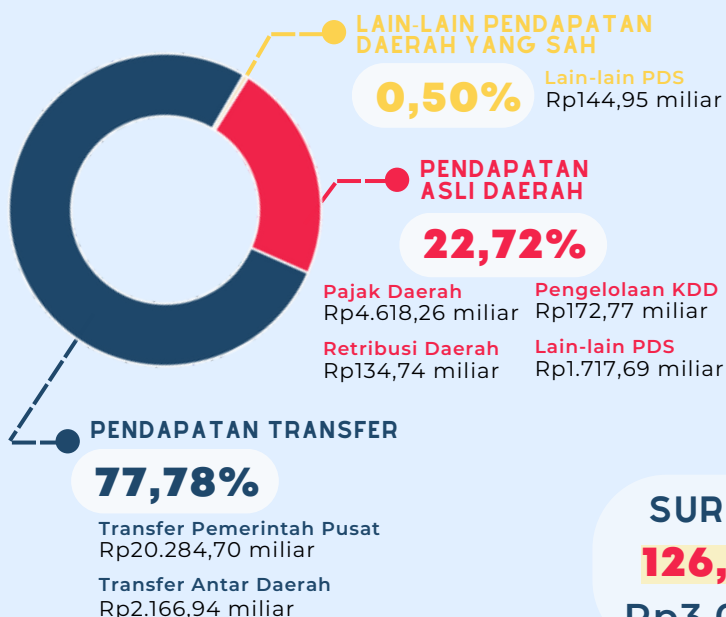 LAIN-LAIN PENDAPATAN
DAERAH YANG SAH
0,50%
Lain-lain PDS
Rp144,95 miliar
PENDAPATAN
ASLI DAERAH
22,72%
Pajak Daerah
Rp4.618,26 miliar
Pengelolaan KDD
Rp172,77 miliar
Retribusi Daerah
Rp134,74 miliar
Lain-lain PDS
Rp1.717,69 miliar
PENDAPATAN TRANSFER
77,78%
Transfer Pemerintah Pusat
Rp20.284,70 miliar
Transfer Antar Daerah
Rp2.166,94 miliar
SUR
126,